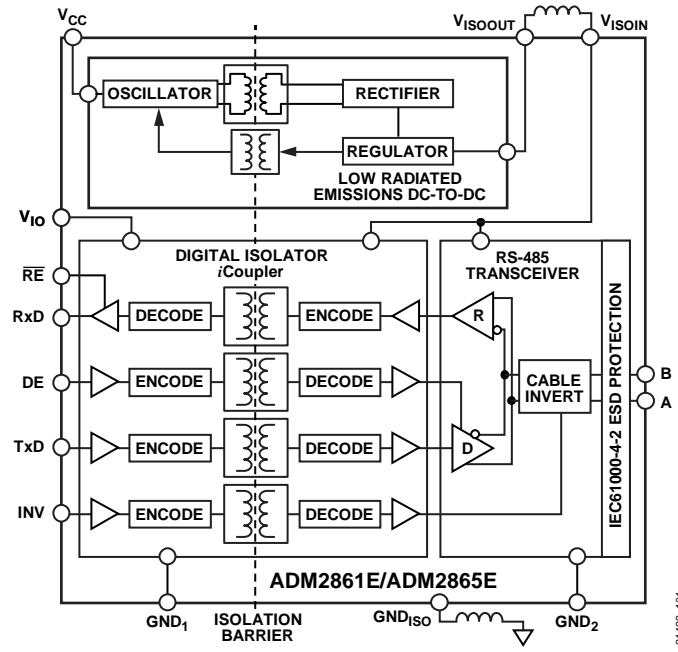 VCC
VISOOUT
VISOIN
OSCILLATOR
RECTIFIER
REGULATOR
LOW RADIATED
EMISSIONS DC-TO-DC
VIO
DIGITAL ISOLATOR
iCoupler
RS-485
TRANSCEIVER
RE
RxD
DECODE
ENCODE
R
DE
ENCODE
DECODE
CABLE
INVERT
B
A
IEC61000-4-2 ESD PROTECTION
TxD
ENCODE
DECODE
D
INV
ENCODE
DECODE
ADM2861E/ADM2865E
GND1
ISOLATION
BARRIER
GNDISO
GND2